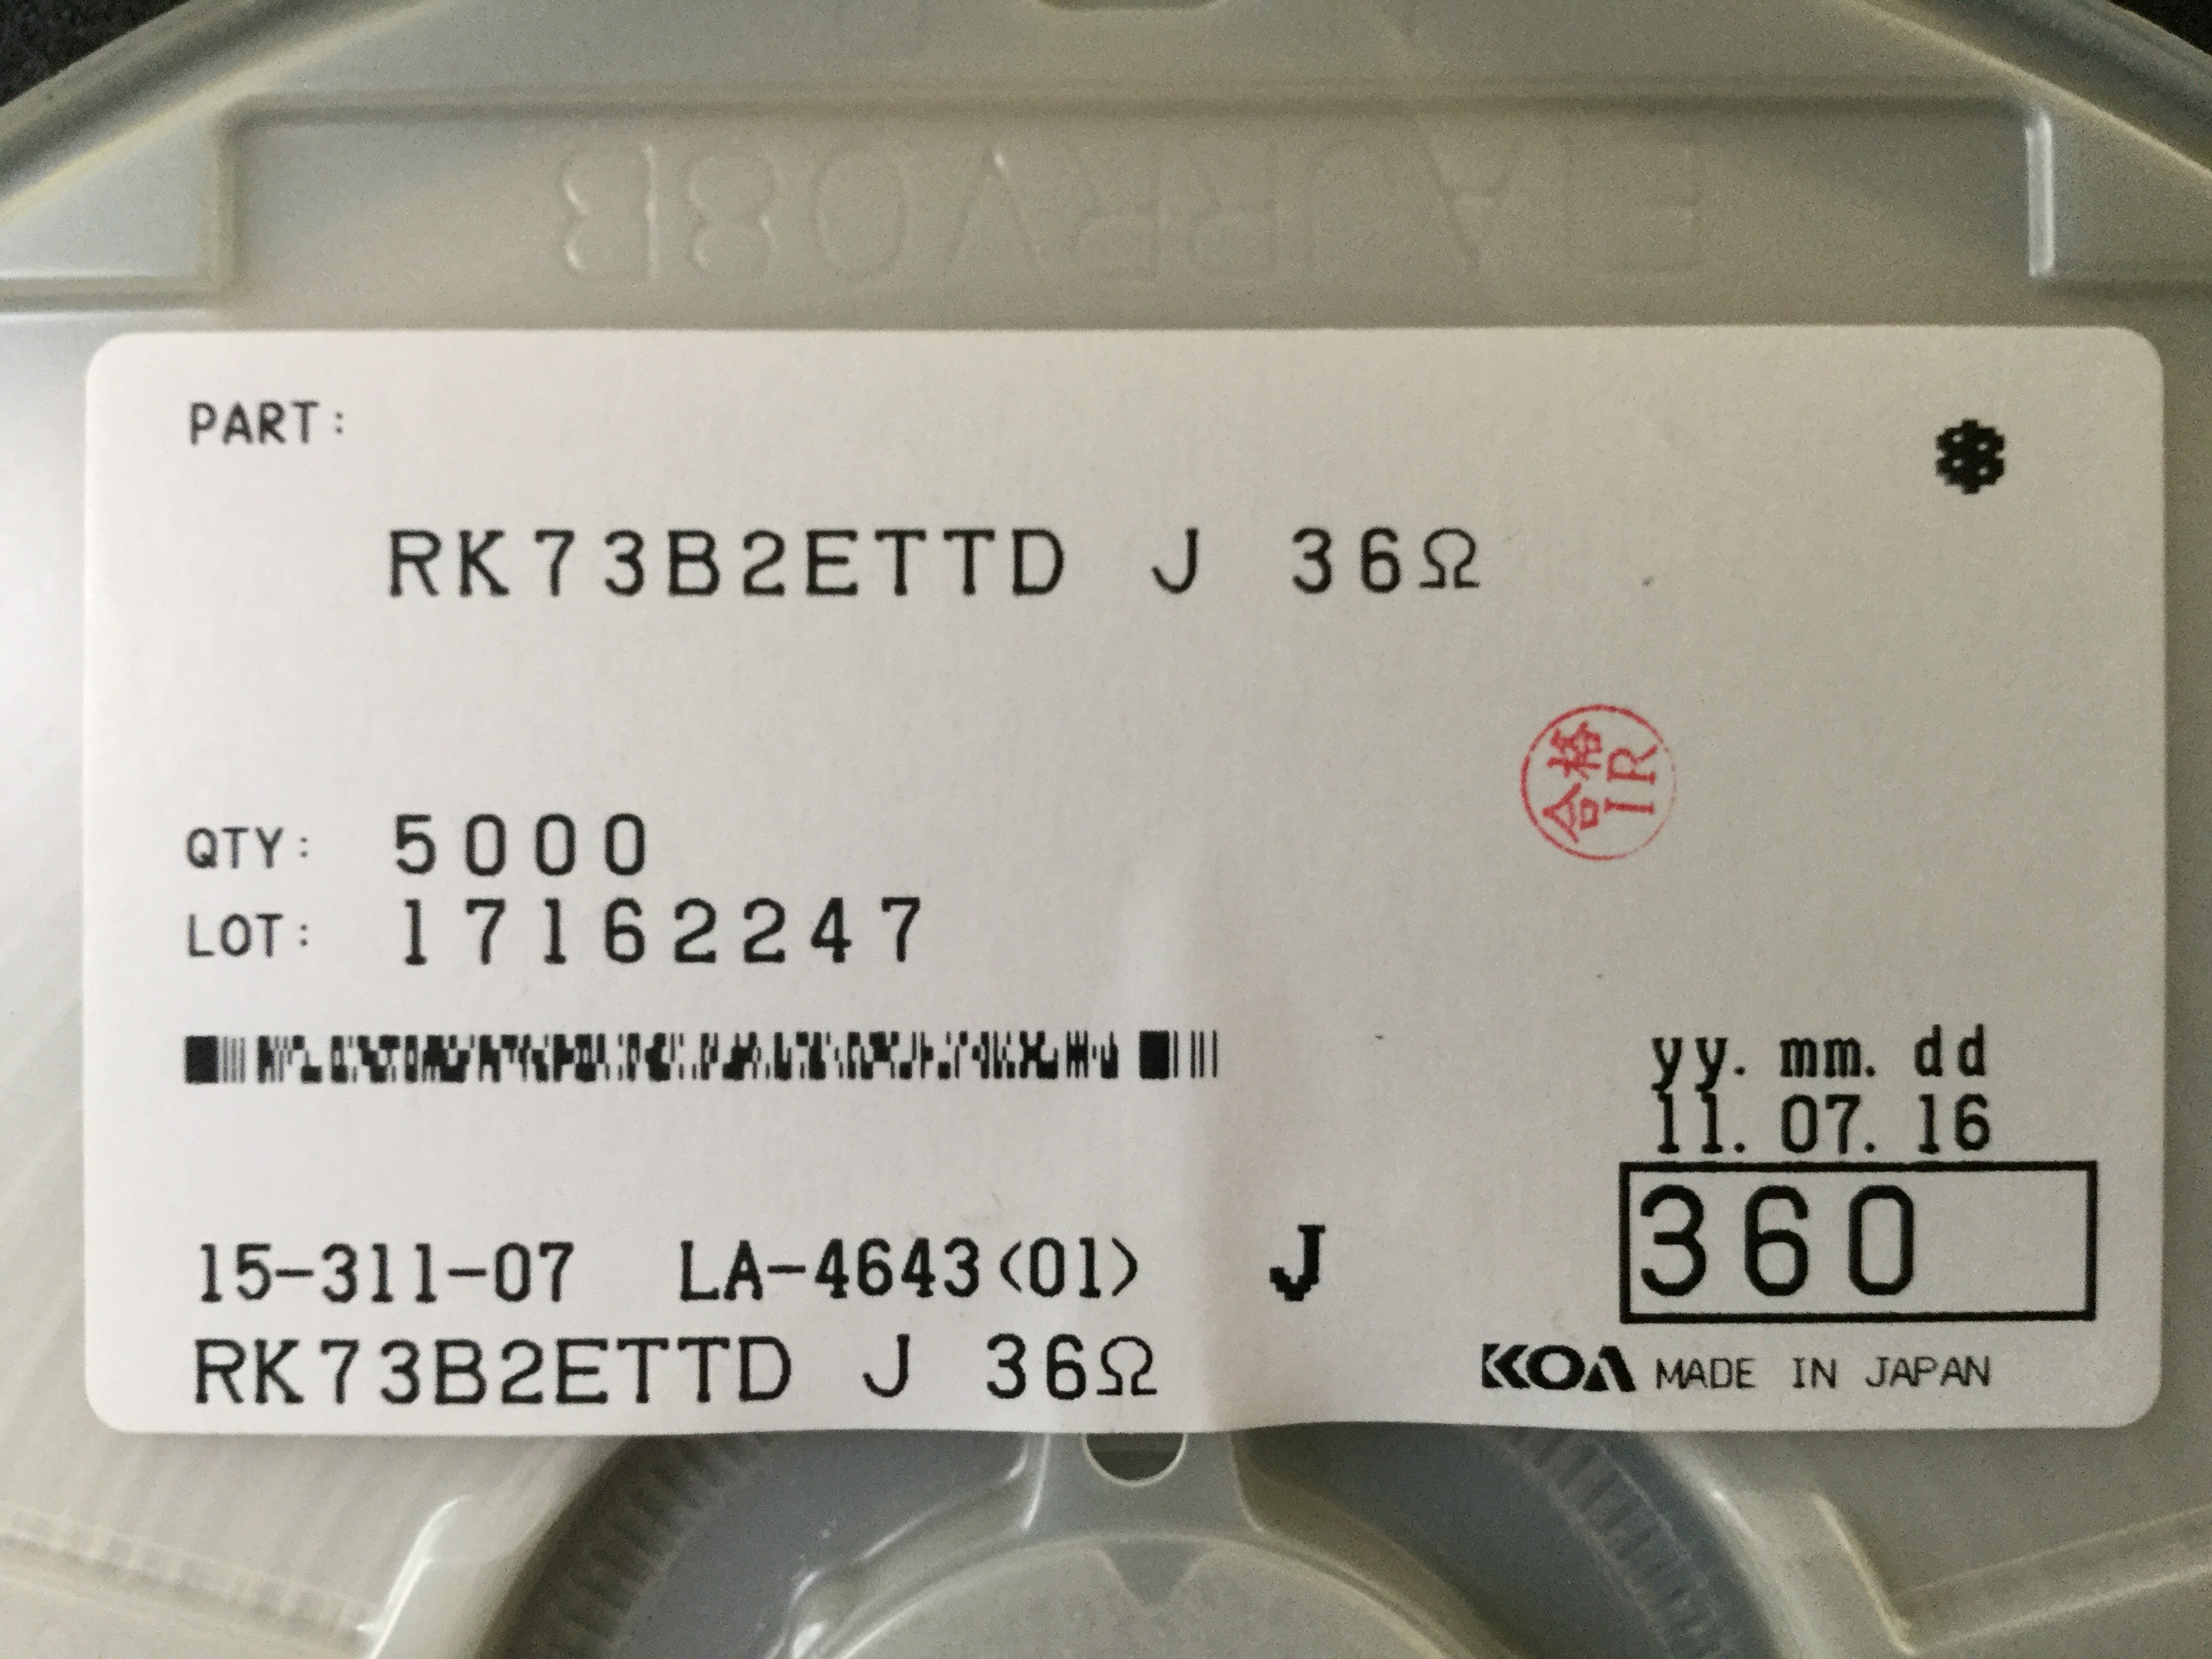 EIAJRRV08B
PART:
*
RK73B2ETTD J 36Ω
合格
IR
QTY: 5000
LOT: 17162247
yy. mm. dd
11. 07. 16
360
15-311-07 LA-4643<01> J
RK73B2ETTD J 36Ω
KOA MADE IN JAPAN